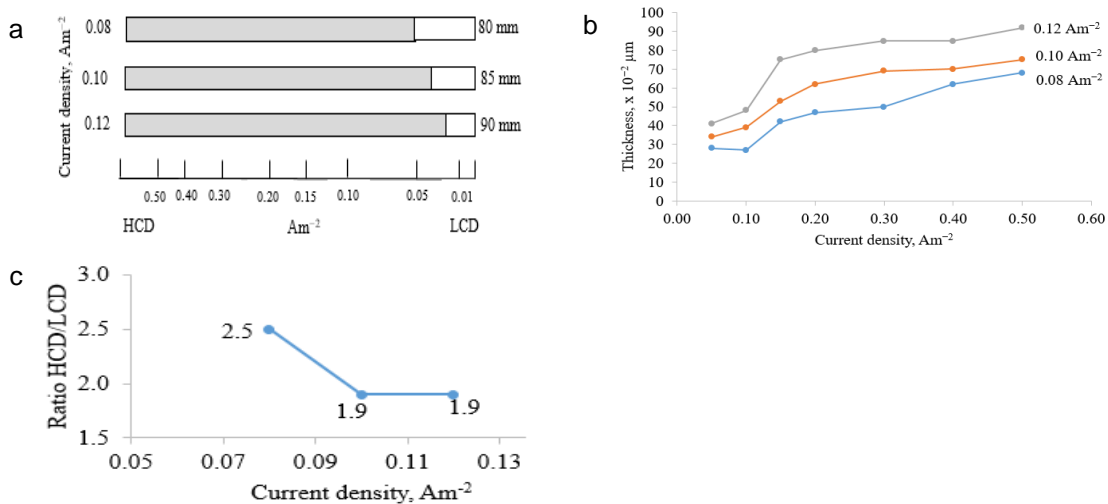 a
Current density, Am⁻²
0.08
80 mm
0.10
85 mm
0.12
90 mm
0.50 0.40 0.30 0.20 0.15 0.10 0.05 0.01
HCD Am⁻² LCD
b
Thickness, x 10⁻² μm
100
90
80
70
60
50
40
30
20
10
0
0.12 Am⁻²
0.10 Am⁻²
0.08 Am⁻²
0.00 0.10 0.20 0.30 0.40 0.50 0.60
Current density, Am⁻²
c
Ratio HCD/LCD
3.0
2.5
2.0
1.5
2.5
1.9
1.9
0.05 0.07 0.09 0.11 0.13
Current density, Am⁻²